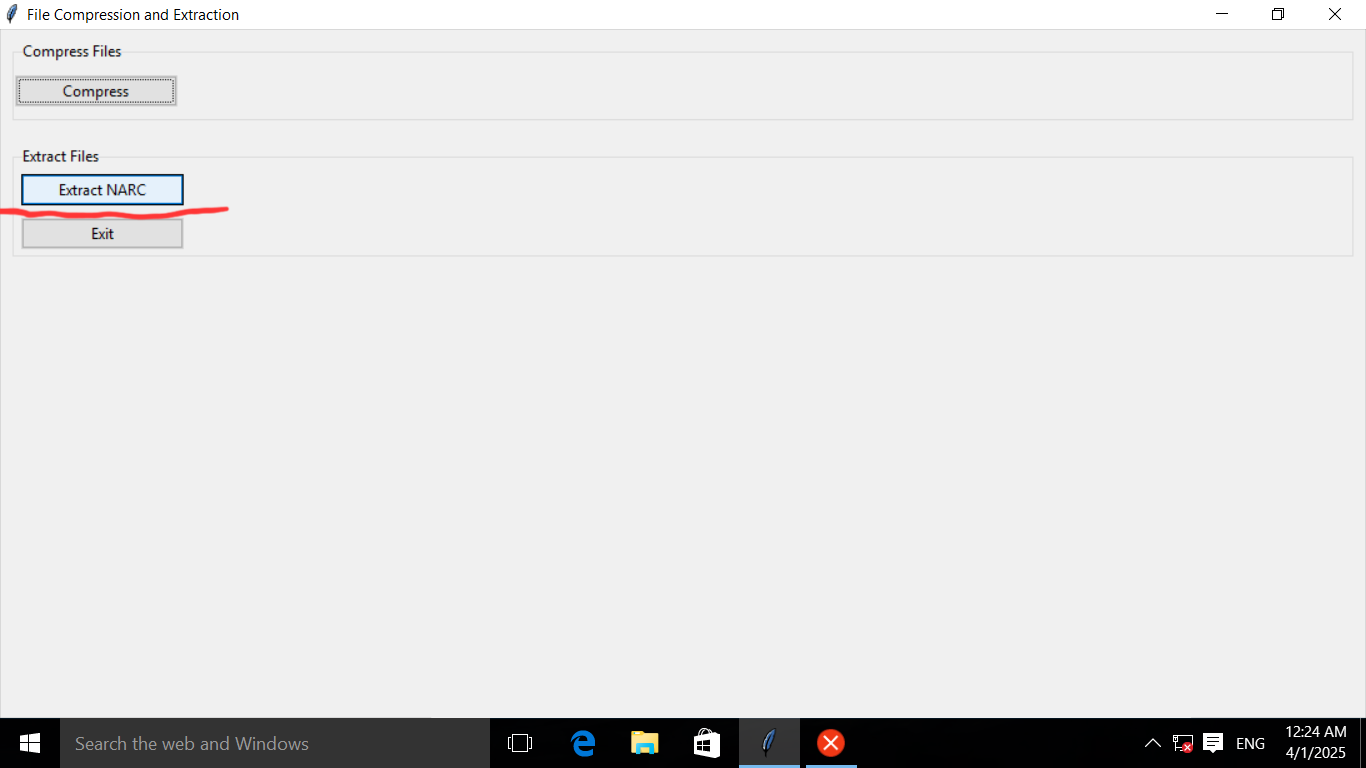 File Compression and Extraction
Compress Files
Compress
Extract Files
Extract NARC
Exit
Search the web and Windows
ENG
12:24 AM
4/1/2025